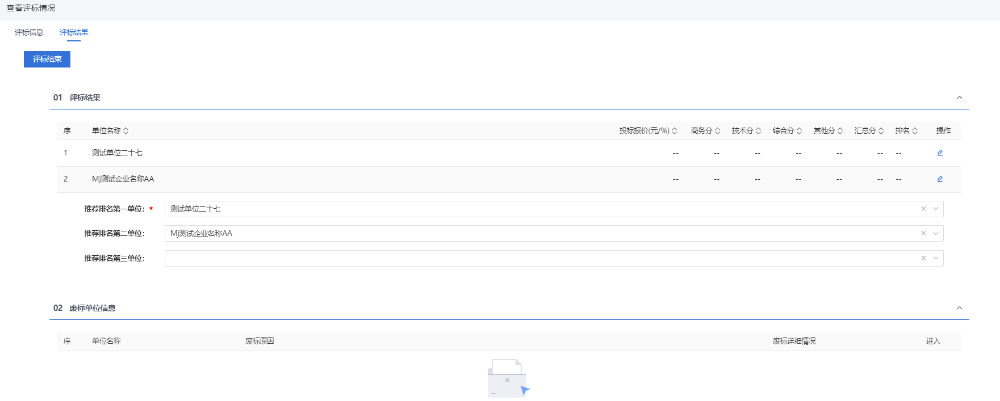 查看评标情况
评标信息 评标结果
评标结束
01 评标结果
序 单位名称 投标报价(元/%) 商务分 技术分 综合分 其他分 汇总分 排名 操作
1 测试单位二十七 -- -- -- -- -- -- --
2 Mj测试企业名称AA -- -- -- -- -- -- --
推荐排名第一单位: * 测试单位二十七
推荐排名第二单位: Mj测试企业名称AA
推荐排名第三单位:
02 废标单位信息
序 单位名称 废标原因 废标详细情况 进入